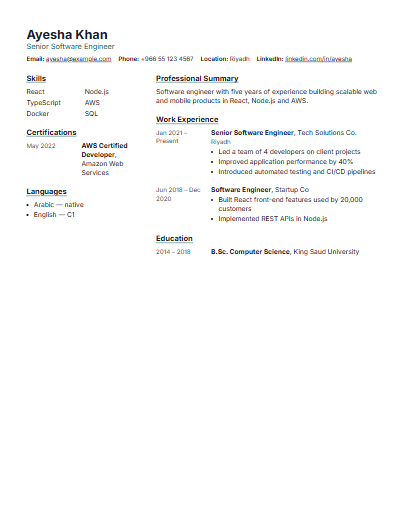 Ayesha Khan
Senior Software Engineer
Email: ayesha@example.com Phone: +966 55 123 4567 Location: Riyadh LinkedIn: linkedin.com/in/ayesha
Skills
React Node.js
TypeScript AWS
Docker SQL
Certifications
May 2022 AWS Certified
Developer,
Amazon Web
Services
Languages
• Arabic — native
• English — C1
Professional Summary
Software engineer with five years of experience building scalable web
and mobile products in React, Node.js and AWS.
Work Experience
Jan 2021 – Senior Software Engineer, Tech Solutions Co.
Present Riyadh
• Led a team of 4 developers on client projects
• Improved application performance by 40%
• Introduced automated testing and CI/CD pipelines
Jun 2018 – Dec Software Engineer, Startup Co
2020 • Built React front-end features used by 20,000
customers
• Implemented REST APIs in Node.js
Education
2014 – 2018 B.Sc. Computer Science, King Saud University